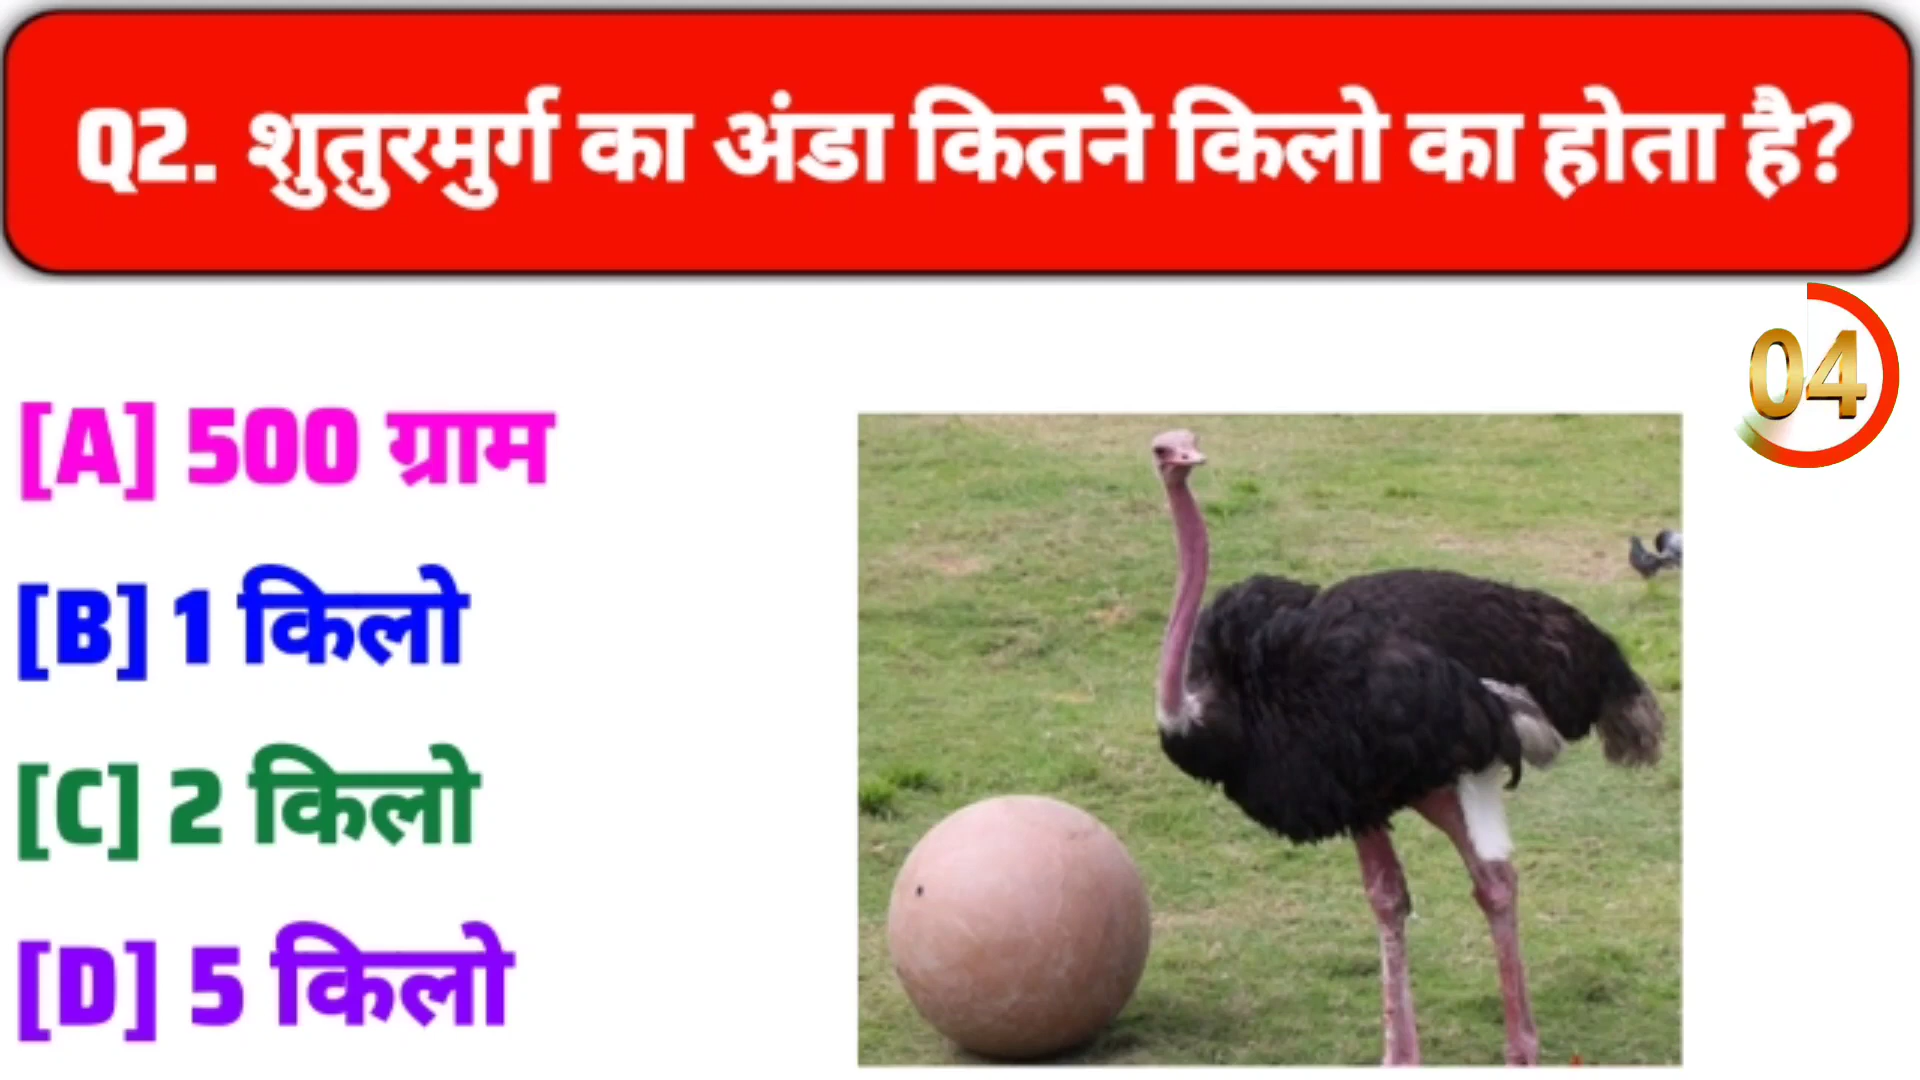 Q2. शुतुरमुर्ग का अंडा कितने किलो का होता है?
04
[A] 500 ग्राम
[B] 1 किलो
[C] 2 किलो
[D] 5 किलो